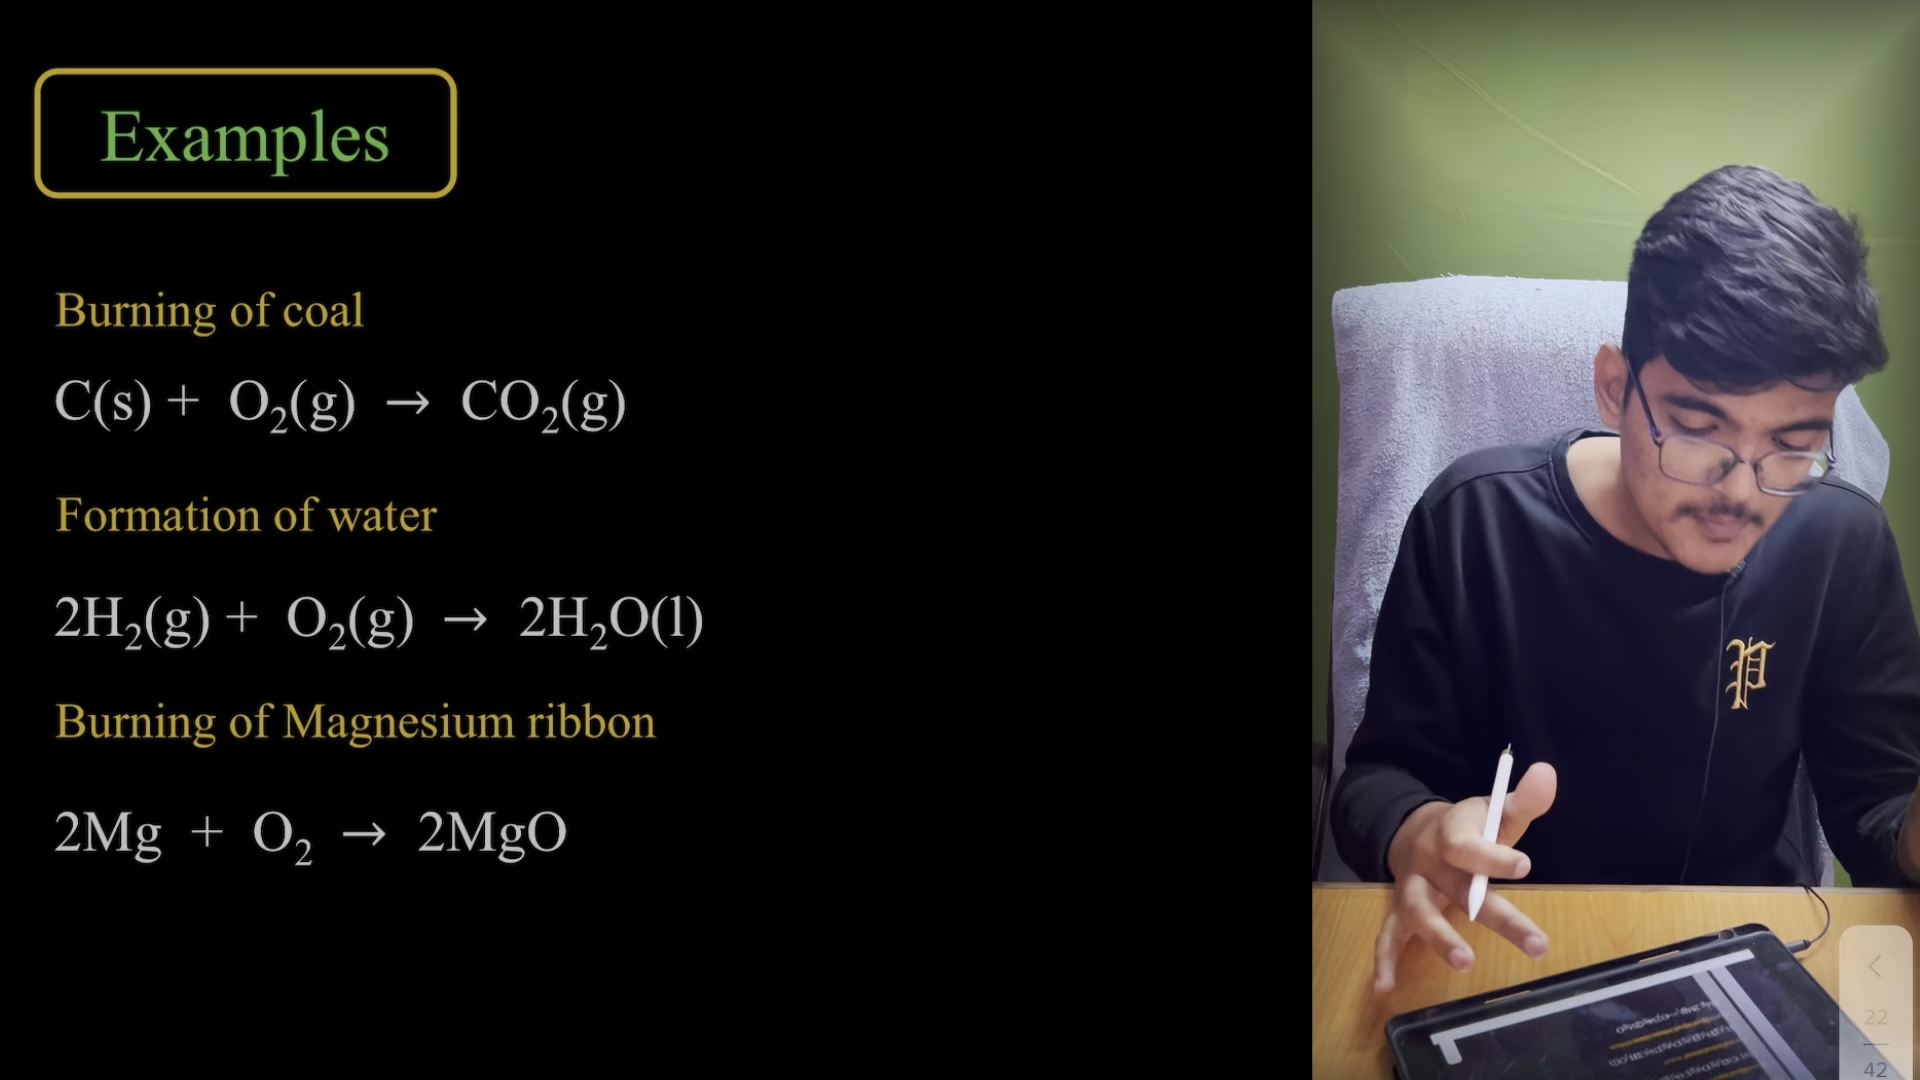 Examples
Burning of coal
C(s) + O₂(g) → CO₂(g)
Formation of water
2H₂(g) + O₂(g) → 2H₂O(l)
Burning of Magnesium ribbon
2Mg + O₂ → 2MgO
P
22
42